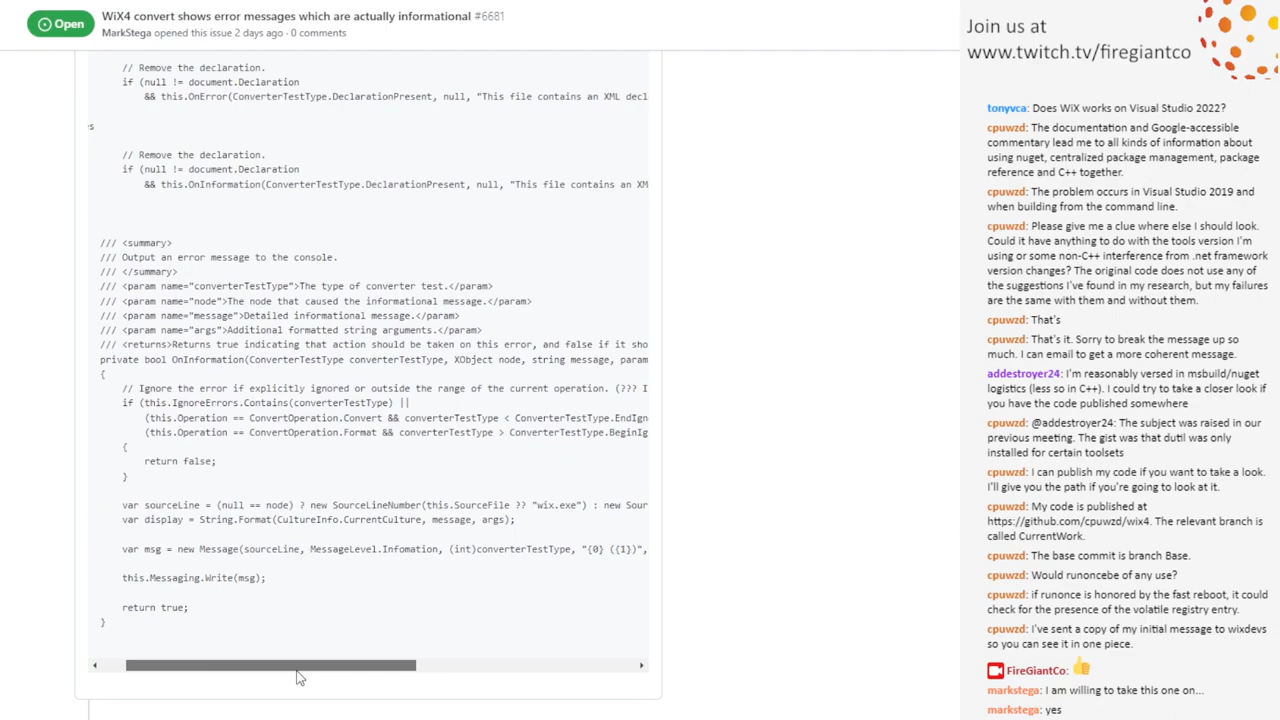 Open
WiX4 convert shows error messages which are actually informational #6681
MarkStega opened this issue 2 days ago · 0 comments
// Remove the declaration.
if (null != document.Declaration
&& this.OnError(ConverterTestType.DeclarationPresent, null, "This file contains an XML decl
// Remove the declaration.
if (null != document.Declaration
&& this.OnInformation(ConverterTestType.DeclarationPresent, null, "This file contains an XM
/// <summary>
/// Output an error message to the console.
/// </summary>
/// <param name="converterTestType">The type of converter test.</param>
/// <param name="node">The node that caused the informational message.</param>
/// <param name="message">Detailed informational message.</param>
/// <param name="args">Additional formatted string arguments.</param>
/// <returns>Returns true indicating that action should be taken on this error, and false if it sho
private bool OnInformation(ConverterTestType converterTestType, XObject node, string message, param
{
// Ignore the error if explicitly ignored or outside the range of the current operation. (??? I
if (this.IgnoreErrors.Contains(converterTestType) ||
(this.Operation == ConvertOperation.Convert && converterTestType < ConverterTestType.EndIgn
(this.Operation == ConvertOperation.Format && converterTestType > ConverterTestType.BeginIg
{
return false;
}
var sourceLine = (null == node) ? new SourceLineNumber(this.SourceFile ?? "wix.exe") : new Sour
var display = String.Format(CultureInfo.CurrentCulture, message, args);
var msg = new Message(sourceLine, MessageLevel.Infomation, (int)converterTestType, "{0} ({1})",
this.Messaging.Write(msg);
return true;
}
Join us at
www.twitch.tv/firegiantco
tonyvca: Does WiX works on Visual Studio 2022?
cpuwzd: The documentation and Google-accessible
commentary lead me to all kinds of information about
using nuget, centralized package management, package
reference and C++ together.
cpuwzd: The problem occurs in Visual Studio 2019 and
when building from the command line.
cpuwzd: Please give me a clue where else I should look.
Could it have anything to do with the tools version I'm
using or some non-C++ interference from .net framework
version changes? The original code does not use any of
the suggestions I've found in my research, but my failures
are the same with them and without them.
cpuwzd: That's
cpuwzd: That's it. Sorry to break the message up so
much. I can email to get a more coherent message.
addestroyer24: I'm reasonably versed in msbuild/nuget
logistics (less so in C++). I could try to take a closer look if
you have the code published somewhere
cpuwzd: @addestroyer24: The subject was raised in our
previous meeting. The gist was that dutil was only
installed for certain toolsets
cpuwzd: I can publish my code if you want to take a look.
I'll give you the path if you're going to look at it.
cpuwzd: My code is published at
https://github.com/cpuwzd/wix4. The relevant branch is
called CurrentWork.
cpuwzd: The base commit is branch Base.
cpuwzd: Would runoncebe of any use?
cpuwzd: if runonce is honored by the fast reboot, it could
check for the presence of the volatile registry entry.
cpuwzd: I've sent a copy of my initial message to wixdevs
so you can see it in one piece.
FireGiantCo:
markstega: I am willing to take this one on...
markstega: yes